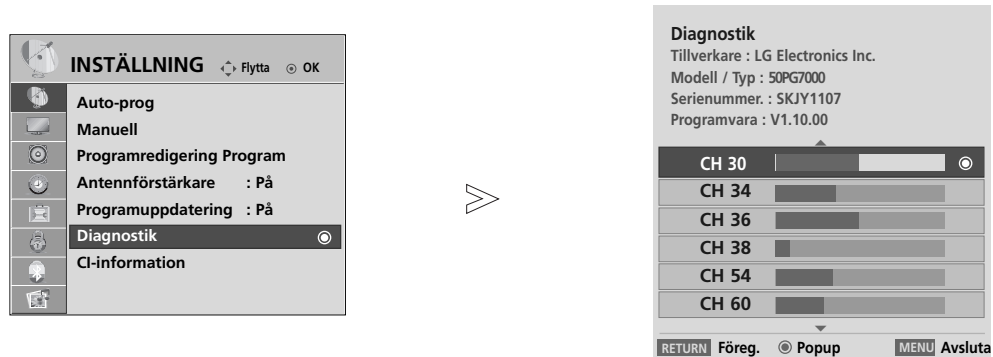 INSTÄLLNING Flytta OK
Auto-prog
Manuell
Programredigering Program
Antennförstärkare : På
Programuppdatering : På
Diagnostik
CI-information
Diagnostik
Tillverkare : LG Electronics Inc.
Modell / Typ : 50PG7000
Serienummer. : SKJY1107
Programvara : V1.10.00
CH 30
CH 34
CH 36
CH 38
CH 54
CH 60
RETURN Föreg. Popup MENU Avsluta